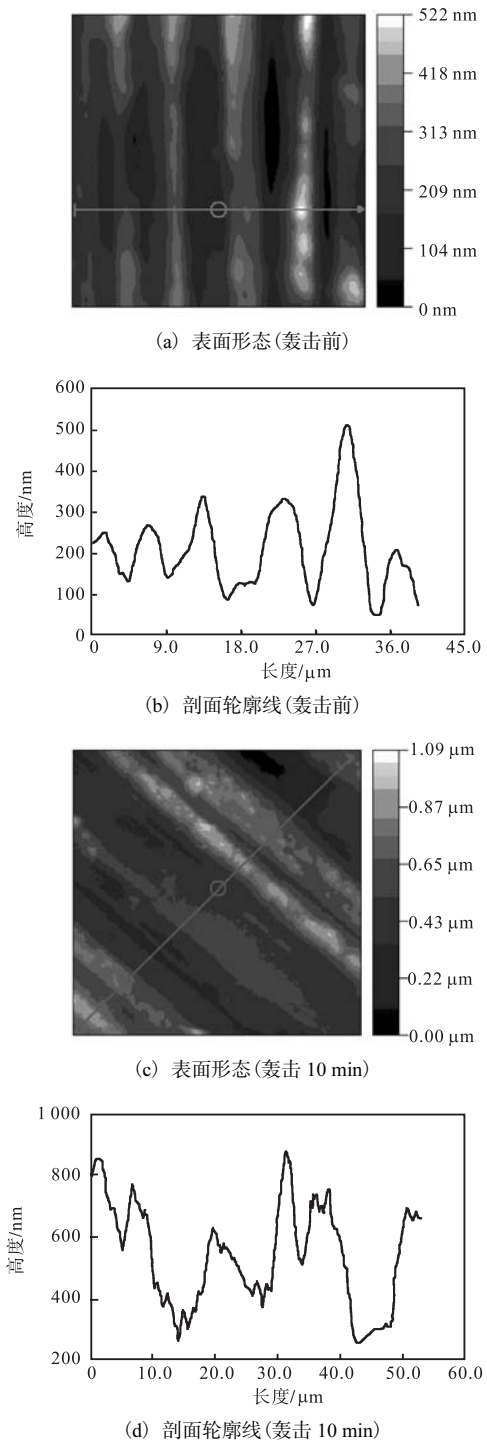 522 nm
418 nm
313 nm
209 nm
104 nm
0 nm
(a) 表面形态(轰击前)
600
500
400
300
200
100
0
高度/nm
0 9.0 18.0 27.0 36.0 45.0
长度/μm
(b) 剖面轮廓线(轰击前)
1.09 μm
0.87 μm
0.65 μm
0.43 μm
0.22 μm
0.00 μm
(c) 表面形态(轰击 10 min)
1 000
800
600
400
200
高度/nm
0 10.0 20.0 30.0 40.0 50.0 60.0
长度/μm
(d) 剖面轮廓线(轰击 10 min)